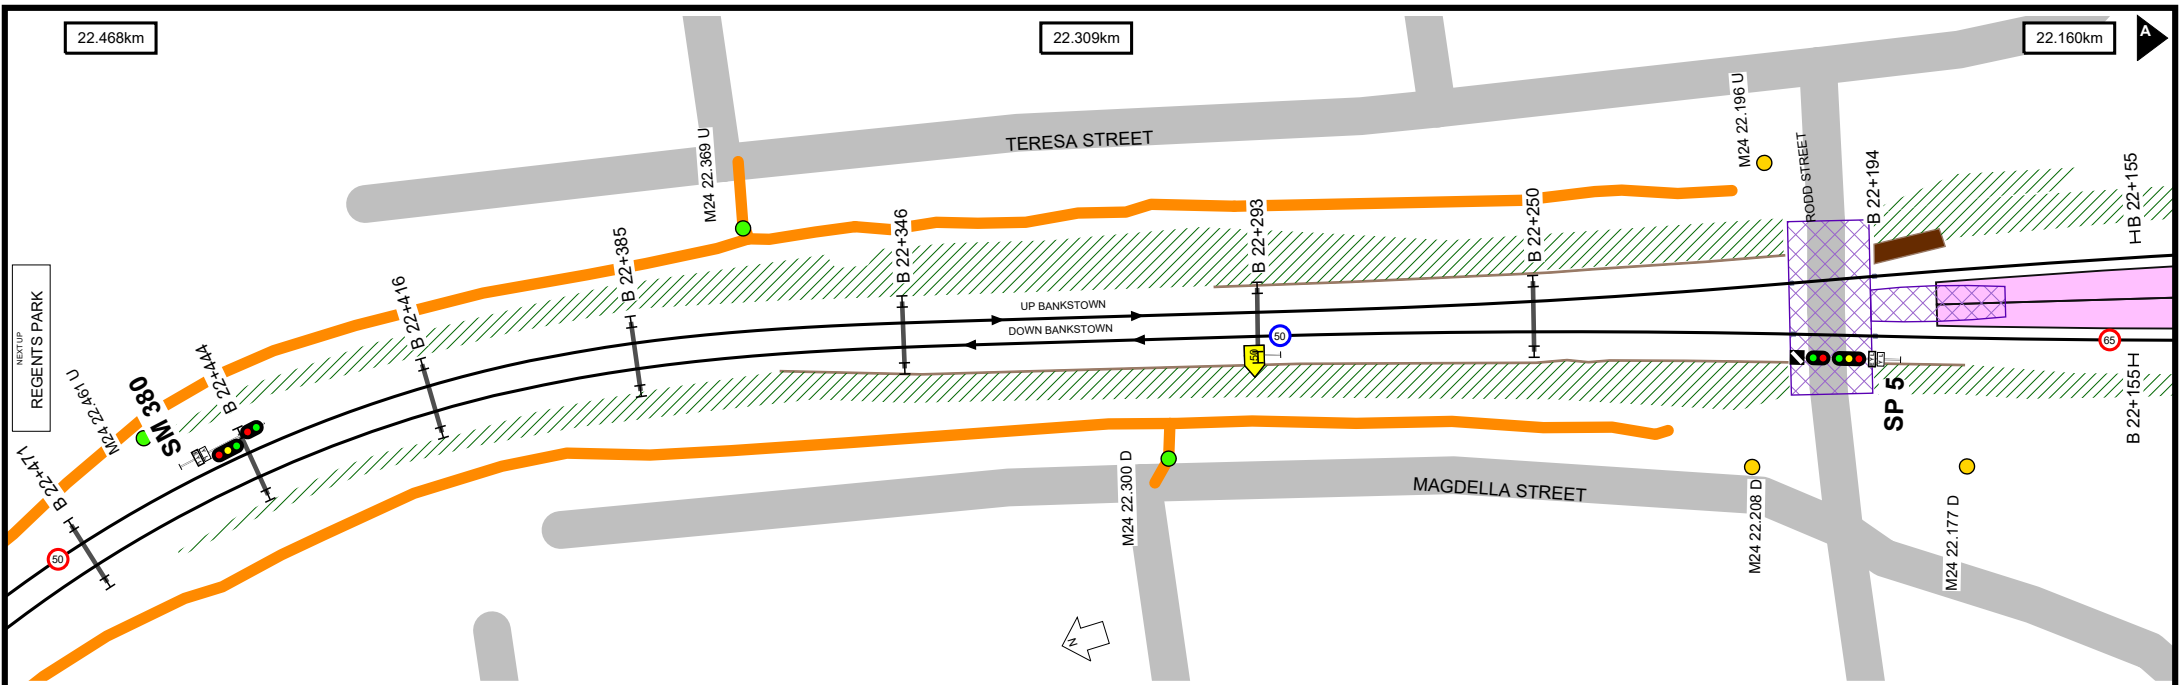 22.468km
22.309km
22.160km
A
M24 22.196 U
M24 22.369 U
TERESA STREET
RODD STREET
B 22+194
HB 22+155
B 22+250
B 22+293
B 22+346
B 22+385
B 22+416
B 22+444
NEXT UP
REGENTS PARK
UP BANKSTOWN
DOWN BANKSTOWN
50
50
65
M24 22.461 U
SM 380
B 22+471
50
SP 5
B 22+155H
M24 22.300 D
MAGDELLA STREET
M24 22.208 D
M24 22.177 D
N